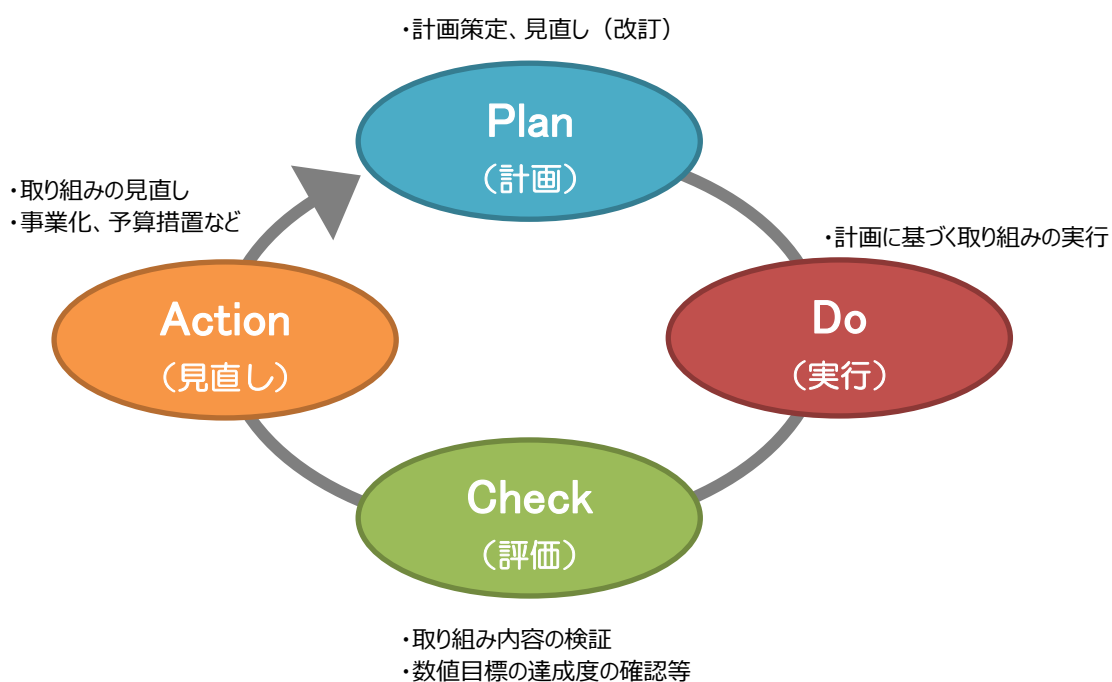 ・計画策定、見直し（改訂）
Plan
（計画）
・取り組みの見直し
・事業化、予算措置など
・計画に基づく取り組みの実行
Action
（見直し）
Do
（実行）
Check
（評価）
・取り組み内容の検証
・数値目標の達成度の確認等